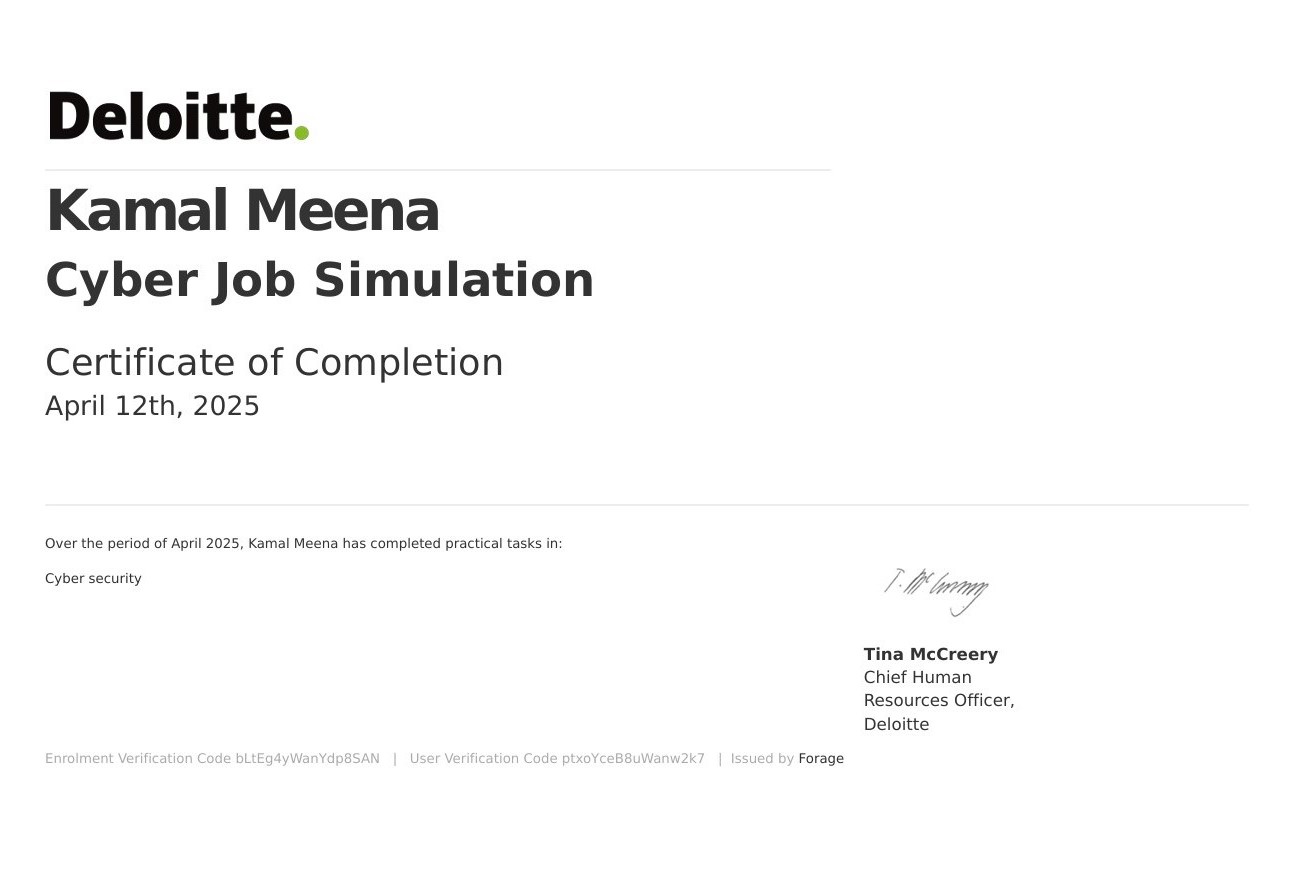 Deloitte.
Kamal Meena
Cyber Job Simulation
Certificate of Completion
April 12th, 2025
Over the period of April 2025, Kamal Meena has completed practical tasks in:
Cyber security
T. McCreery
Tina McCreery
Chief Human
Resources Officer,
Deloitte
Enrolment Verification Code bLtEg4yWanYdp8SAN | User Verification Code ptxoYceB8uWanw2k7 | Issued by Forage